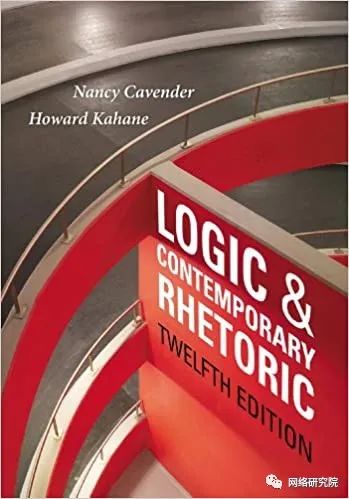 Nancy Cavender
Howard Kahane
LOGIC &
CONTEMPORARY
RHETORIC
TWELFTH EDITION
网络研究院